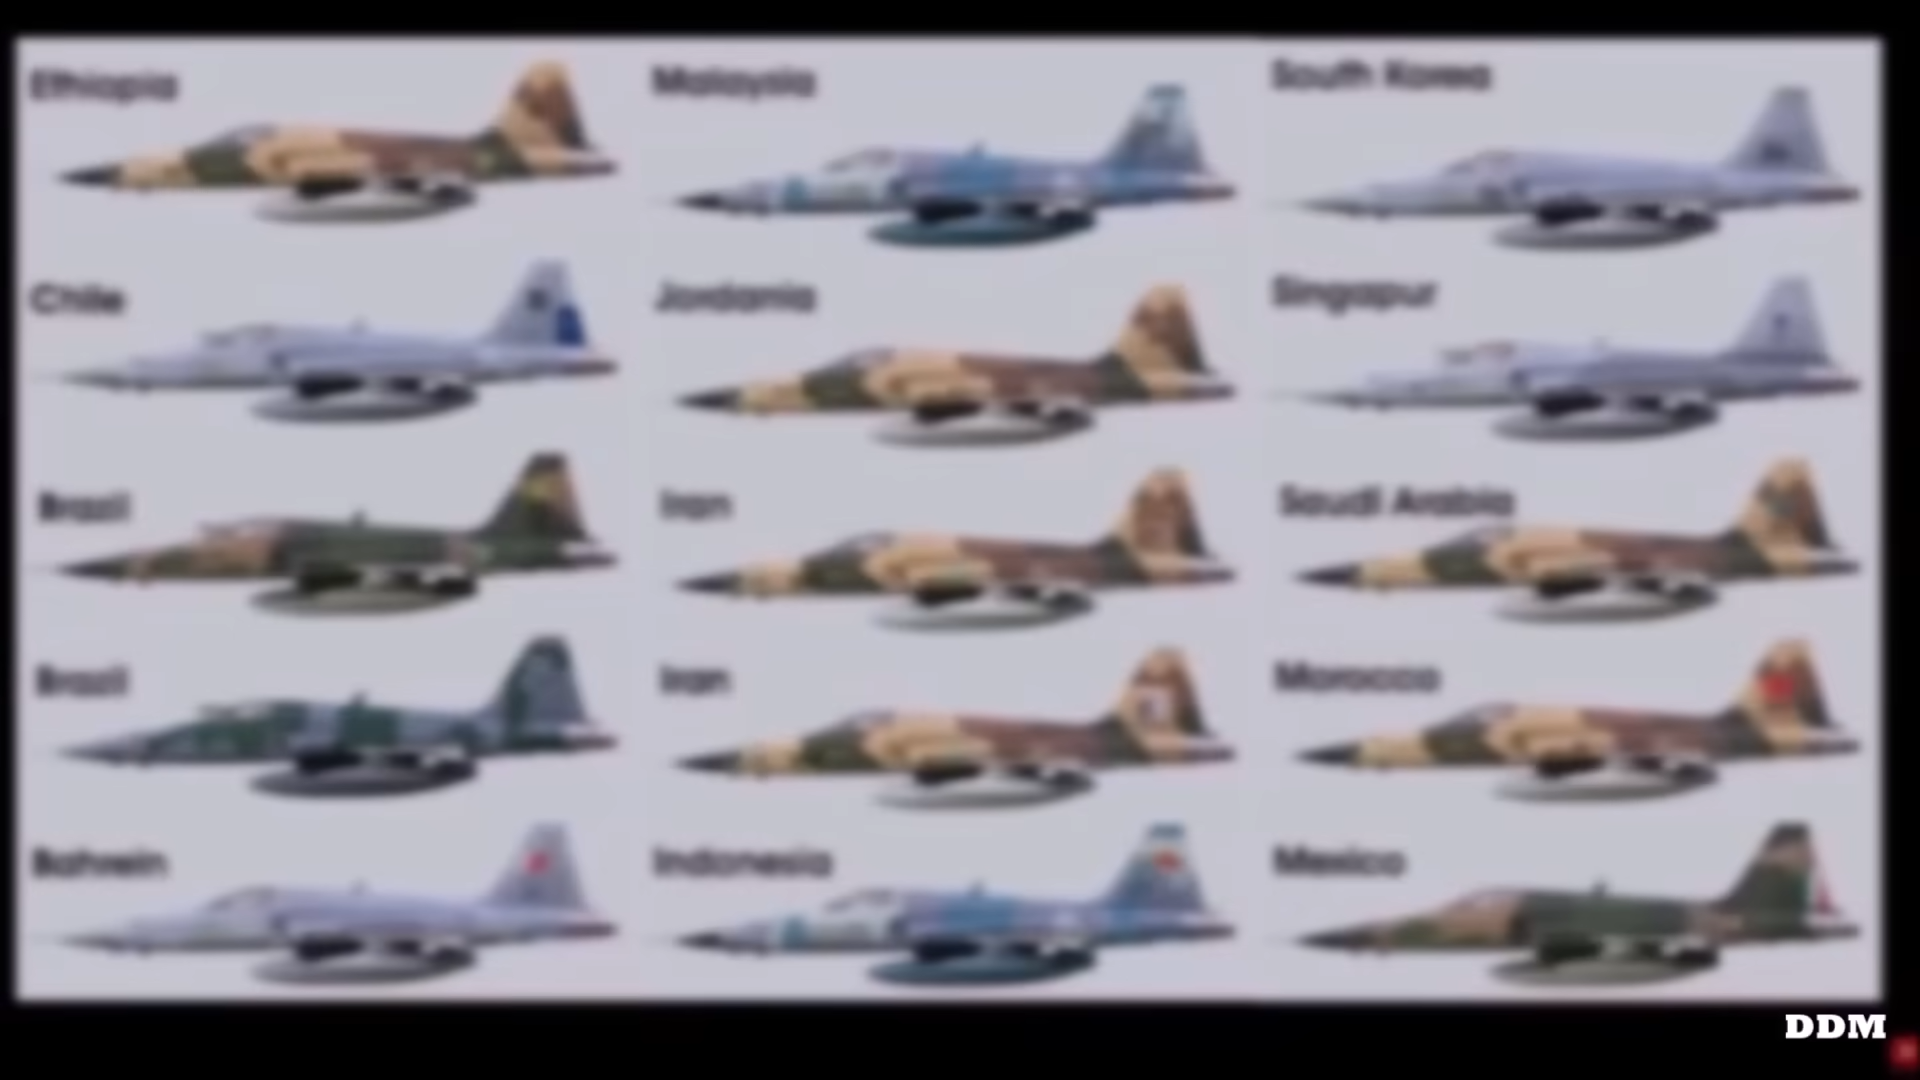 Ethiopia
Malaysia
South Korea
Chile
Jordania
Singapur
Brazil
Iran
Saudi Arabia
Brazil
Iran
Morocco
Bahrein
Indonesia
Mexico
DDM